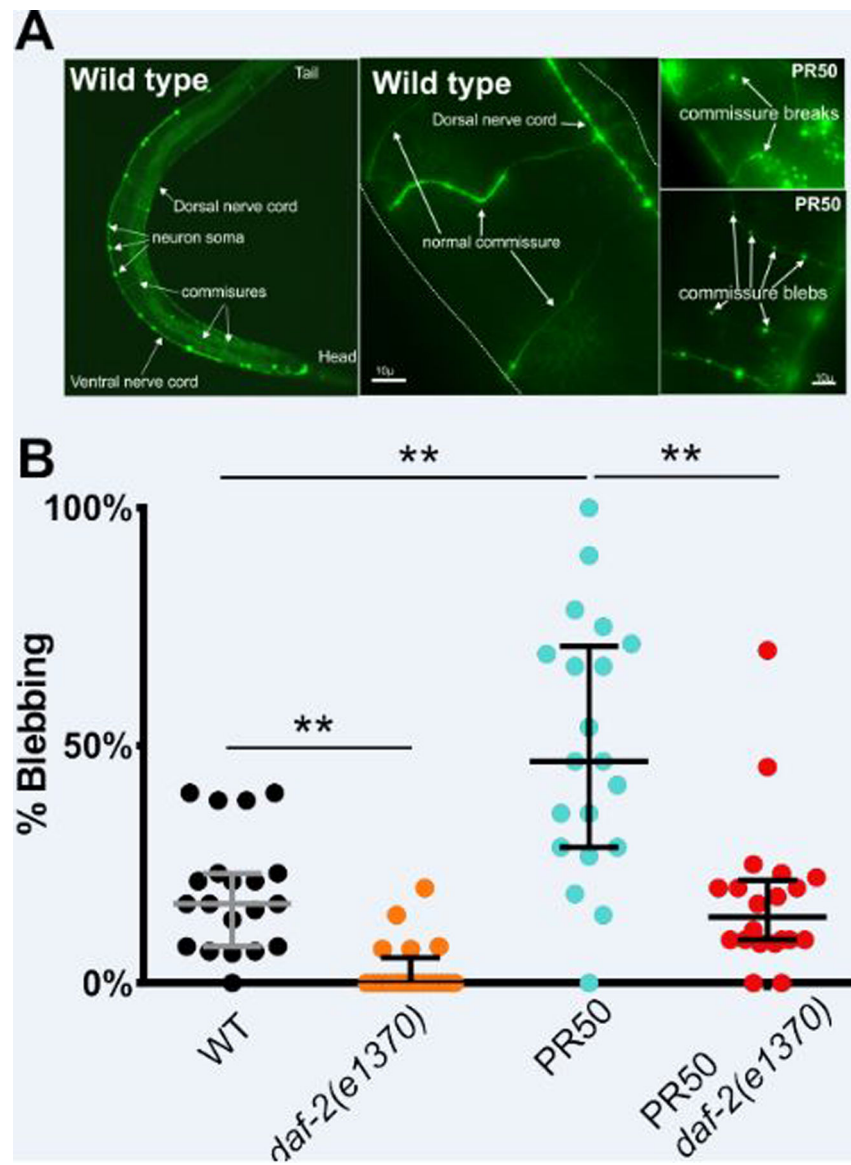 A
Wild type
Tail
Dorsal nerve cord
neuron soma
commisures
Head
Ventral nerve cord
Wild type
Dorsal nerve cord
normal commissure
10µ
PR50
commissure breaks
PR50
commissure blebs
10µ
B
**
**
**
100%
50%
0%
% Blebbing
WT
daf-2(e1370)
PR50
PR50
daf-2(e1370)